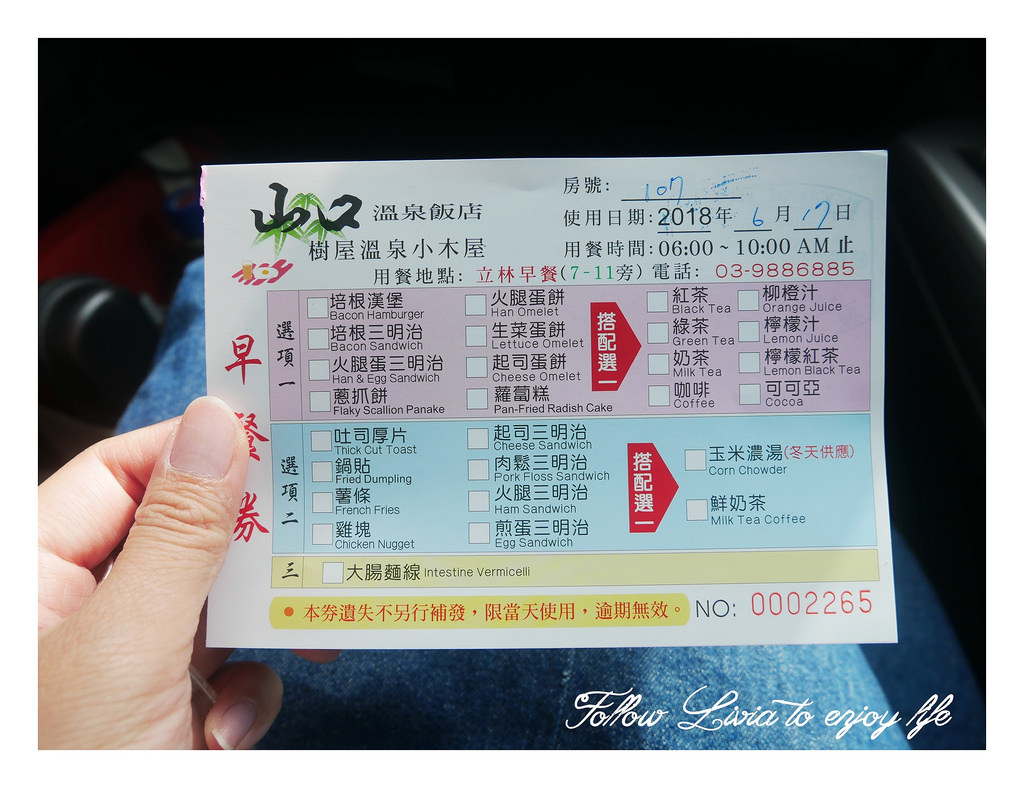 山口 溫泉飯店
樹屋溫泉小木屋
房號: 107
使用日期:2018年 6 月 17 日
用餐時間:06:00 ~ 10:00 AM 止
用餐地點: 立林早餐(7-11旁) 電話: 03-9886885
早餐券
選項一
培根漢堡
Bacon Hamburger
培根三明治
Bacon Sandwich
火腿蛋三明治
Han & Egg Sandwich
蔥抓餅
Flaky Scallion Panake
火腿蛋餅
Han Omelet
生菜蛋餅
Lettuce Omelet
起司蛋餅
Cheese Omelet
蘿蔔糕
Pan-Fried Radish Cake
搭配選一
紅茶
Black Tea
綠茶
Green Tea
奶茶
Milk Tea
咖啡
Coffee
柳橙汁
Orange Juice
檸檬汁
Lemon Juice
檸檬紅茶
Lemon Black Tea
可可亞
Cocoa
選項二
吐司厚片
Thick Cut Toast
鍋貼
Fried Dumpling
薯條
French Fries
雞塊
Chicken Nugget
起司三明治
Cheese Sandwich
肉鬆三明治
Pork Floss Sandwich
火腿三明治
Ham Sandwich
煎蛋三明治
Egg Sandwich
搭配選一
玉米濃湯(冬天供應)
Corn Chowder
鮮奶茶
Milk Tea Coffee
三 大腸麵線 Intestine Vermicelli
● 本券遺失不另行補發，限當天使用，逾期無效。 NO: 0002265
Follow Livia to enjoy life